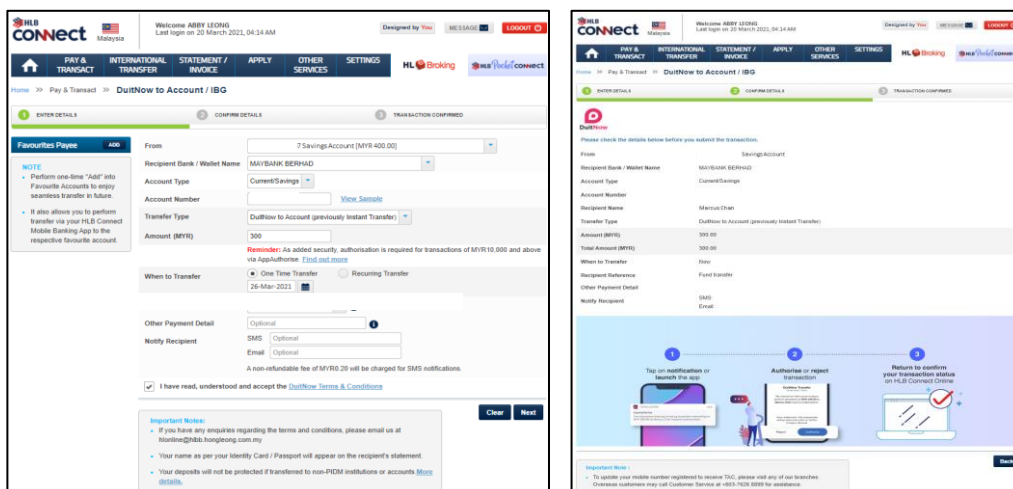 HLB
CONNECT
Malaysia
Welcome ABBY LEONG
Last login on 20 March 2021, 04:14 AM
Designed by You
MESSAGE
LOGOUT
PAY & TRANSACT
INTERNATIONAL TRANSFER
STATEMENT / INVOICE
APPLY
OTHER SERVICES
SETTINGS
HL Broking
HLB Pocket CONNECT
Home >> Pay & Transact >> DuitNow to Account / IBG
1 ENTER DETAILS
2 CONFIRM DETAILS
3 TRANSACTION CONFIRMED
Favourites Payee ADD
NOTE
• Perform one-time "Add" into
Favourite Accounts to enjoy
seamless transfer in future.
• It also allows you to perform
transfer via your HLB Connect
Mobile Banking App to the
respective favourite account.
From 7 Savings Account [MYR 400.00]
Recipient Bank / Wallet Name MAYBANK BERHAD
Account Type Current/Savings
Account Number View Sample
Transfer Type DuitNow to Account (previously Instant Transfer)
Amount (MYR) 300
Reminder: As added security, authorisation is required for transactions of MYR10,000 and above
via AppAuthorise. Find out more
When to Transfer One Time Transfer Recurring Transfer
26-Mar-2021
Other Payment Detail Optional
Notify Recipient SMS Optional
Email Optional
A non-refundable fee of MYR0.20 will be charged for SMS notifications.
I have read, understood and accept the DuitNow Terms & Conditions
Clear Next
Important Notes:
• If you have any enquiries regarding the terms and conditions, please email us at
hlonline@hlbb.hongleong.com.my
• Your name as per your Identity Card / Passport will appear on the recipient's statement.
• Your deposits will not be protected if transferred to non-PIDM institutions or accounts.More
details.
HLB
CONNECT
Malaysia
Welcome ABBY LEONG
Last login on 20 March 2021, 04:14 AM
Designed by You
MESSAGE
LOGOUT
PAY & TRANSACT
INTERNATIONAL TRANSFER
STATEMENT / INVOICE
APPLY
OTHER SERVICES
SETTINGS
HL Broking
HLB Pocket CONNECT
Home >> Pay & Transact >> DuitNow to Account / IBG
1 ENTER DETAILS
2 CONFIRM DETAILS
3 TRANSACTION CONFIRMED
DuitNow
Please check the details below before you submit the transaction.
From Savings Account
Recipient Bank / Wallet Name MAYBANK BERHAD
Account Type Current/Savings
Account Number
Recipient Name Marcus Chan
Transfer Type DuitNow to Account (previously Instant Transfer)
Amount (MYR) 300.00
Total Amount (MYR) 300.00
When to Transfer Now
Recipient Reference Fund transfer
Other Payment Detail
Notify Recipient SMS
Email
1
2
3
Tap on notification or
launch the app
Authorise or reject
transaction
Return to confirm
your transaction status
on HLB Connect Online
Back
Important Note :
• To update your mobile number registered to receive TAC, please visit any of our branches
Overseas customers may call Customer Service at +603-7626 8899 for assistance.